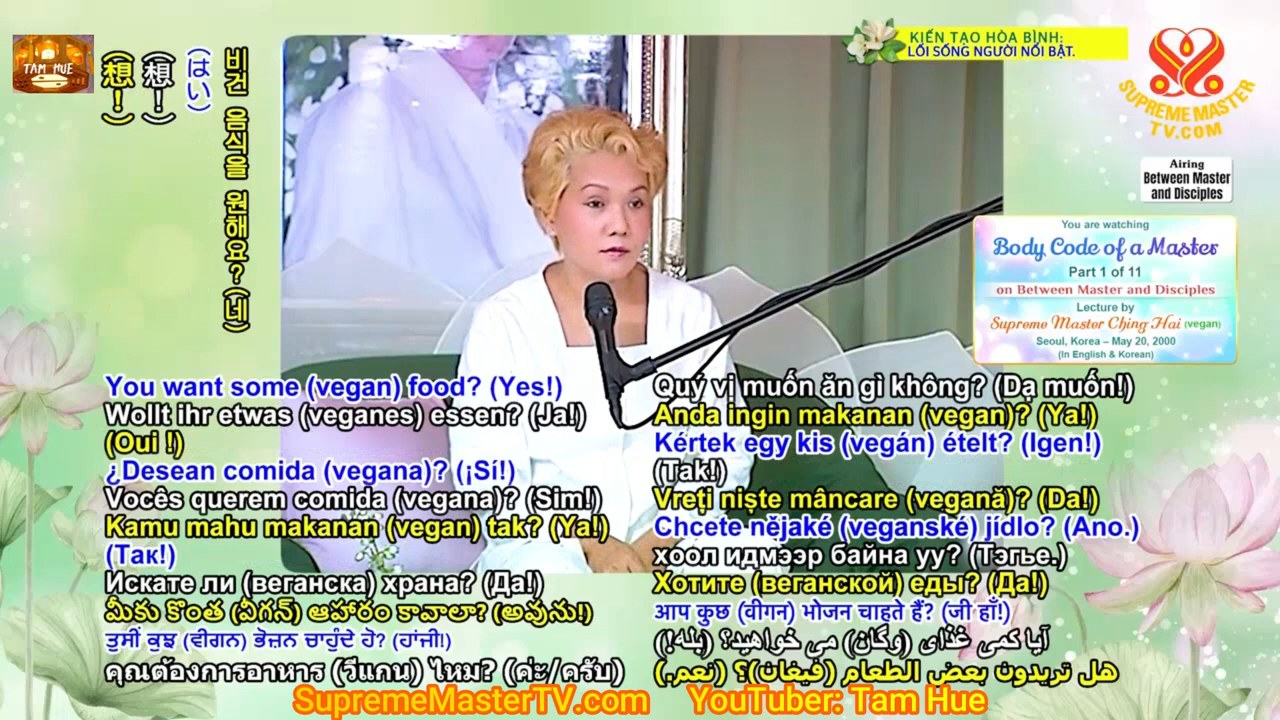 TAM HUE
(想！)
(想！)
(はい)
비건 음식을 원해요? (네)
KIẾN TẠO HÒA BÌNH:
LỐI SỐNG NGƯỜI NỔI BẬT.
SUPREME MASTER
TV.COM
Airing
Between Master
and Disciples
You are watching
Body Code of a Master
Part 1 of 11
on Between Master and Disciples
Lecture by
Supreme Master Ching Hai (vegan)
Seoul, Korea – May 20, 2000
(In English & Korean)
You want some (vegan) food? (Yes!)
Wollt ihr etwas (veganes) essen? (Ja!)
(Oui !)
¿Desean comida (vegana)? (¡Sí!)
Vocês querem comida (vegana)? (Sim!)
Kamu mahu makanan (vegan) tak? (Ya!)
(Так!)
Искате ли (веганска) храна? (Да!)
మీకు కొంత (వీగన్) ఆహారం కావాలా? (అవును!)
ਤੁਸੀਂ ਕੁਝ (ਵੀਗਨ) ਭੋਜ਼ਨ ਚਾਹੁੰਦੇ ਹੋ? (ਹਾਂਜੀ!)
คุณต้องการอาหาร (วีแกน) ไหม? (ค่ะ/ครับ)
Quý vị muốn ăn gì không? (Dạ muốn!)
Anda ingin makanan (vegan)? (Ya!)
Kértek egy kis (vegán) ételt? (Igen!)
(Tak!)
Vreți niște mâncare (vegană)? (Da!)
Chcete nějaké (veganské) jídlo? (Ano.)
хоол идмээр байна уу? (Тэгье.)
Хотите (веганской) еды? (Да!)
आप कुछ (वीगन) भोजन चाहते हैं? (जी हाँ!)
آیا کمی غذای (وگان) می خواهید؟ (بله!)
هل تريدون بعض الطعام (فيغان)؟ (نعم.)
SupremeMasterTV.com YouTuber: Tam Hue